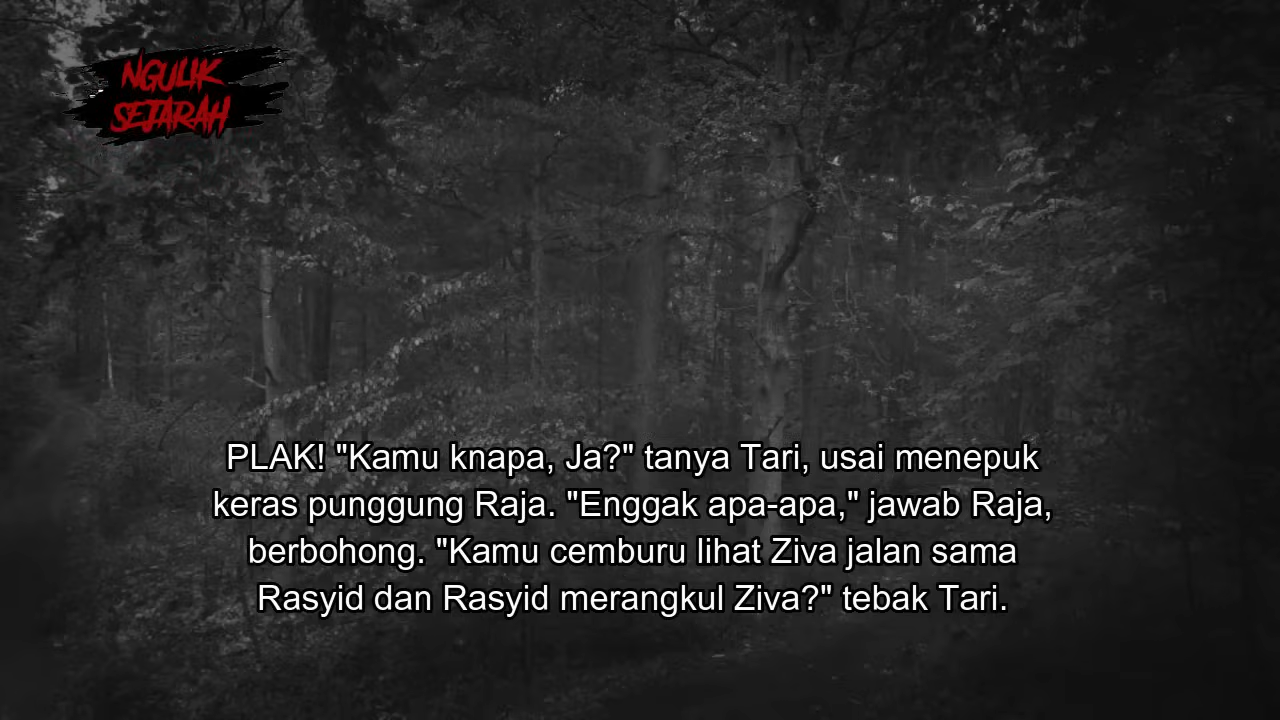 NGULIK
SEJARAH
PLAK! "Kamu knapa, Ja?" tanya Tari, usai menepuk
keras punggung Raja. "Enggak apa-apa," jawab Raja,
berbohong. "Kamu cemburu lihat Ziva jalan sama
Rasyid dan Rasyid merangkul Ziva?" tebak Tari.